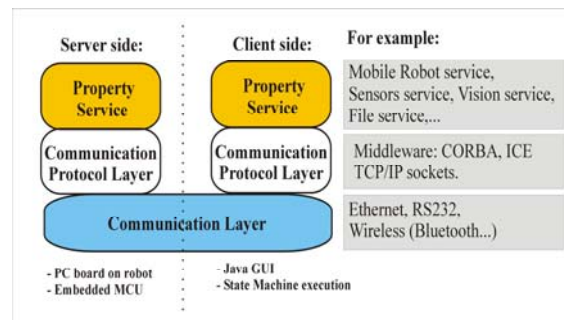 Server side:
Client side:
For example:
Property
Service
Property
Service
Mobile Robot service,
Sensors service, Vision service,
File service,...
Communication
Protocol Layer
Communication
Protocol Layer
Middleware: CORBA, ICE
TCP/IP sockets.
Communication Layer
Ethernet, RS232,
Wireless (Bluetooth...)
- PC board on robot
- Embedded MCU
- Java GUI
- State Machine execution